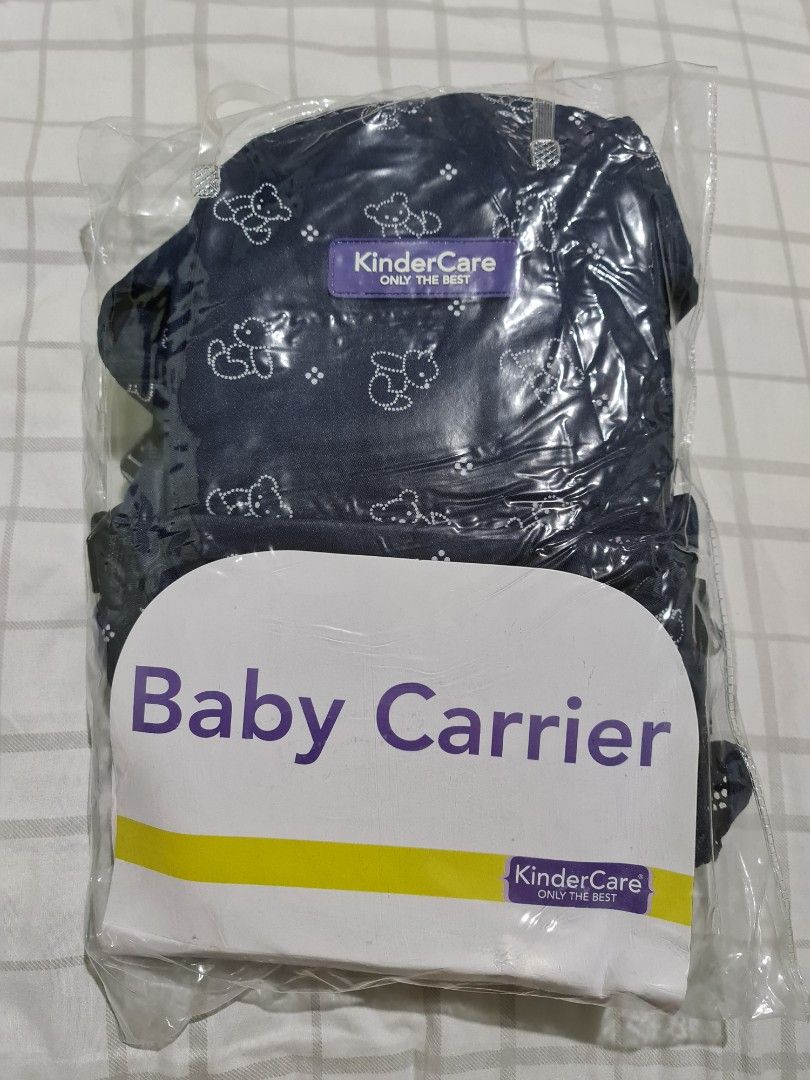 KinderCare
ONLY THE BEST
Baby Carrier
KinderCare®
ONLY THE BEST